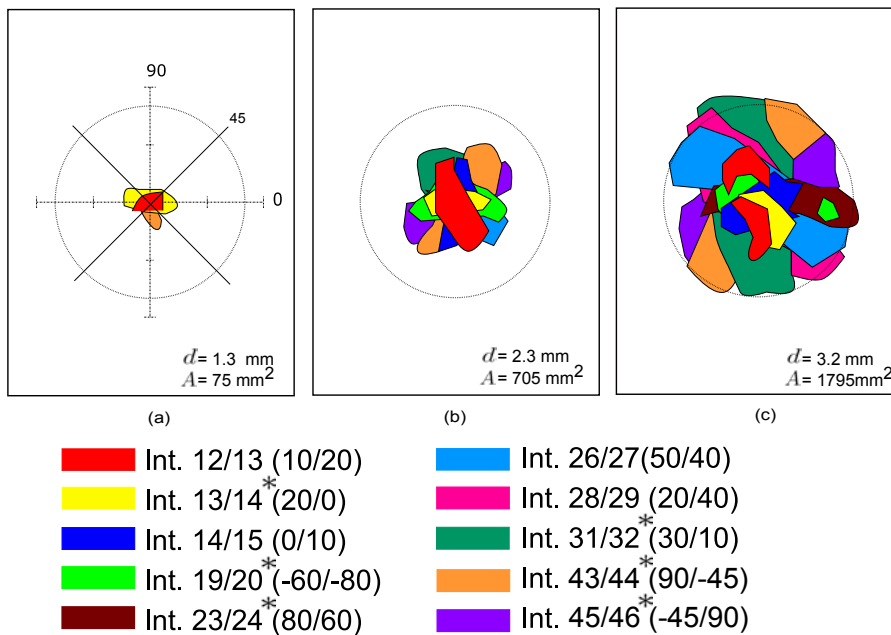 90
45
0
d= 1.3 mm
A= 75 mm2
(a)
d= 2.3 mm
A= 705 mm2
(b)
d= 3.2 mm
A= 1795mm2
(c)
Int. 12/13 (10/20)
Int. 13/14*(20/0)
Int. 14/15 (0/10)
Int. 19/20*(-60/-80)
Int. 23/24*(80/60)
Int. 26/27(50/40)
Int. 28/29 (20/40)
Int. 31/32*(30/10)
Int. 43/44*(90/-45)
Int. 45/46*(-45/90)